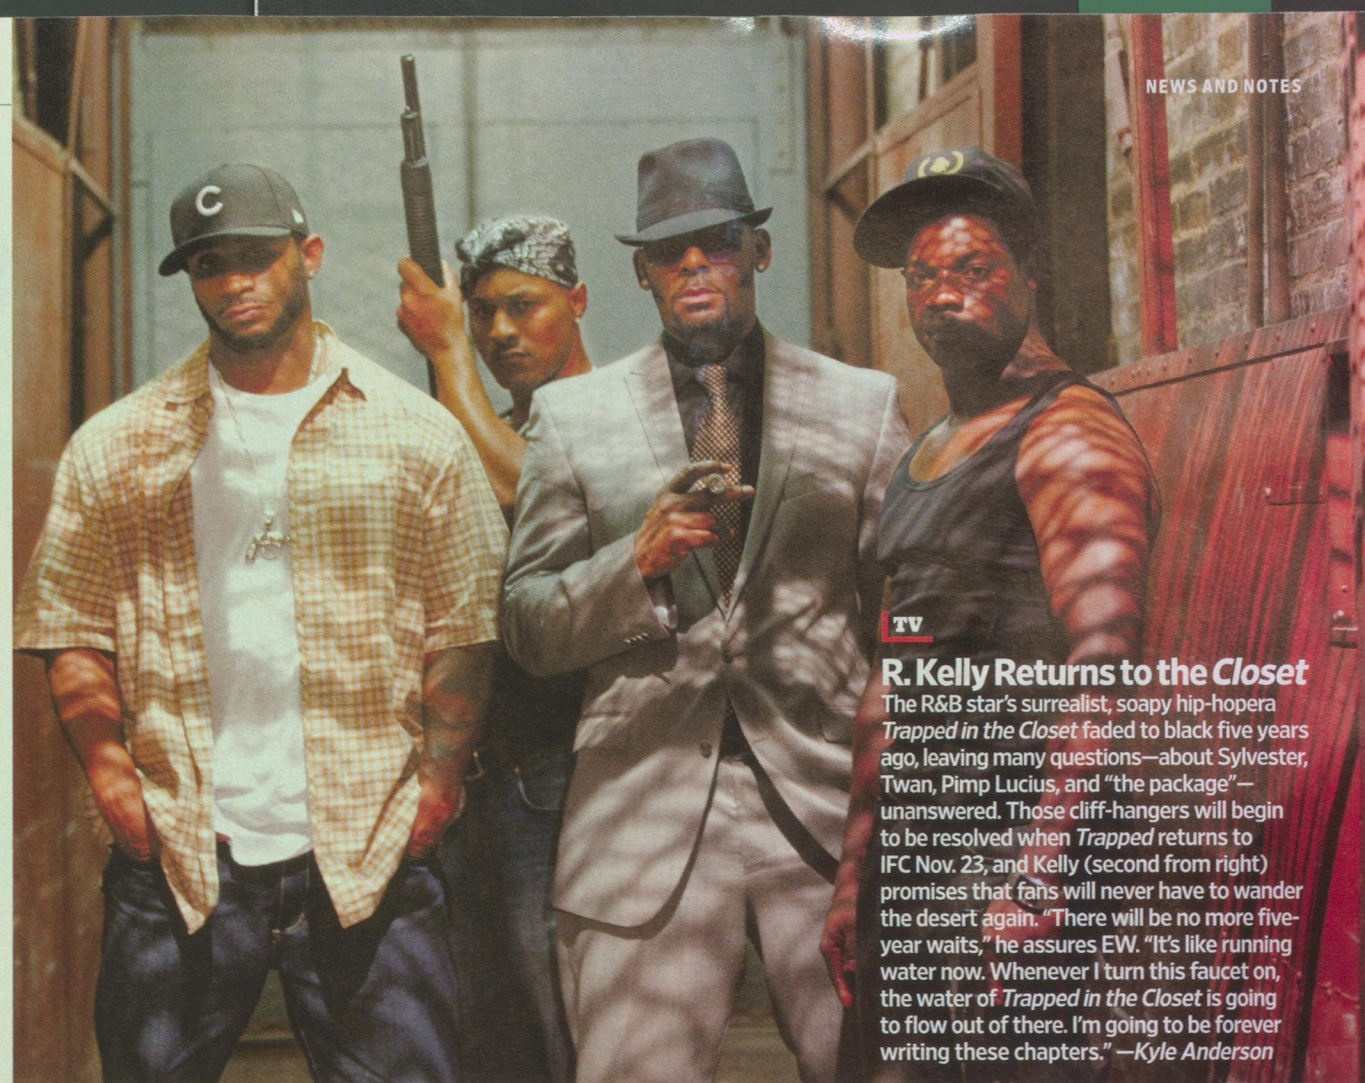 NEWS AND NOTES
C
TV
R. Kelly Returns to the Closet
The R&B star's surrealist, soapy hip-hopera
Trapped in the Closet faded to black five years
ago, leaving many questions—about Sylvester,
Twan, Pimp Lucius, and “the package”—
unanswered. Those cliff-hangers will begin
to be resolved when Trapped returns to
IFC Nov. 23, and Kelly (second from right)
promises that fans will never have to wander
the desert again. “There will be no more five-
year waits,” he assures EW. “It's like running
water now. Whenever I turn this faucet on,
the water of Trapped in the Closet is going
to flow out of there. I'm going to be forever
writing these chapters.” —Kyle Anderson